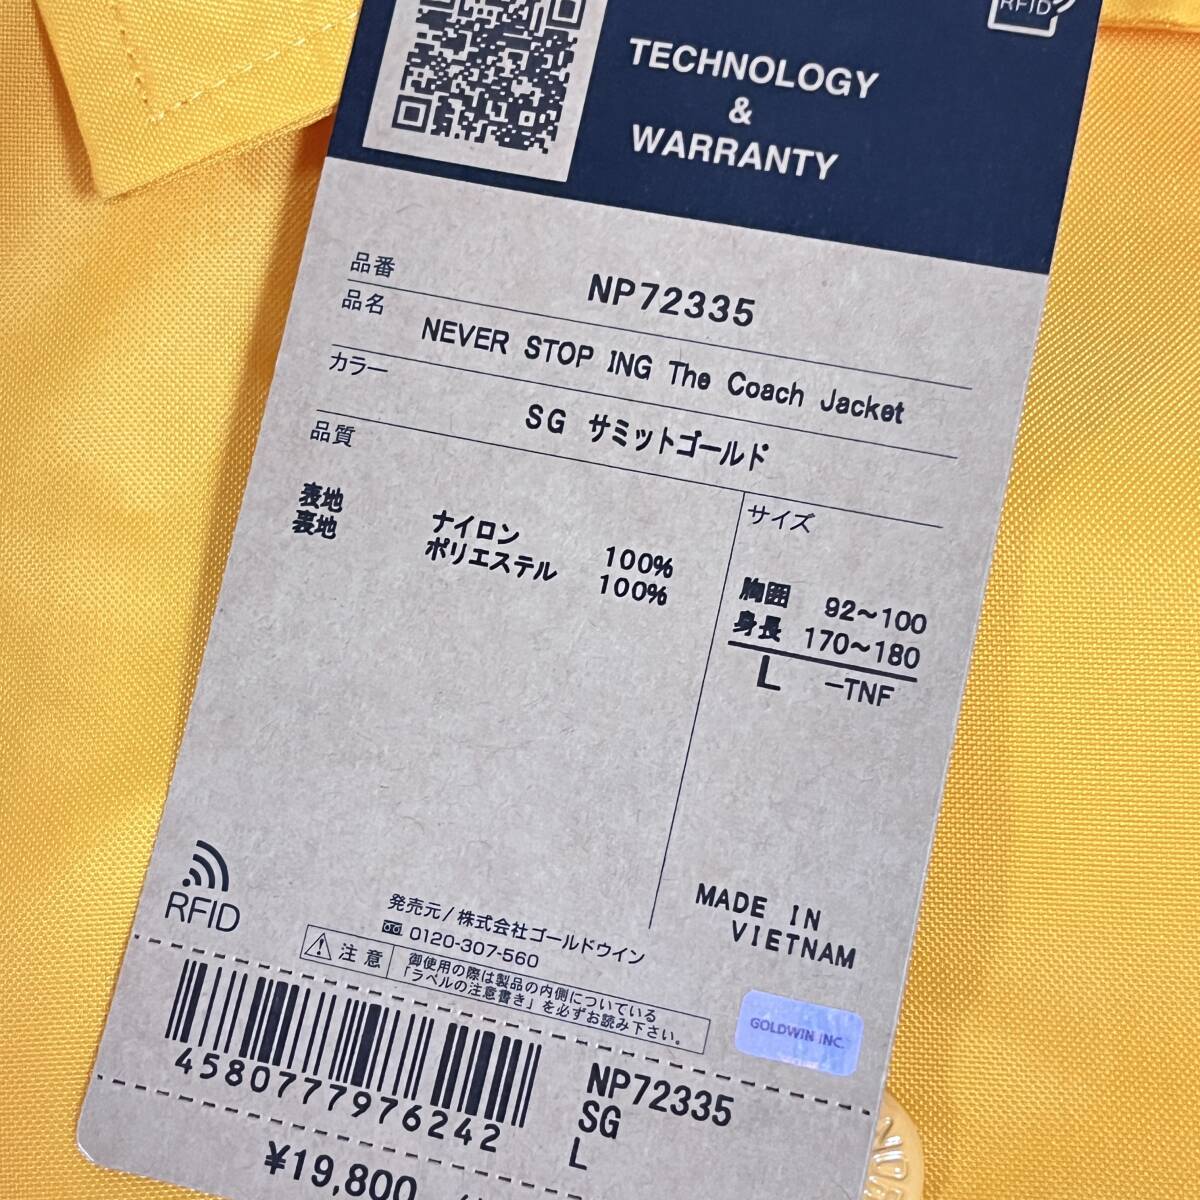 RFID
TECHNOLOGY
&
WARRANTY
品番 NP72335
品名 NEVER STOP ING The Coach Jacket
カラー SG サミットゴールド
品質
サイズ
表地 ナイロン 100%
裏地 ポリエステル 100%
胸囲 92~100
身長 170~180
L -TNF
MADE IN
VIETNAM
RFID
発売元/株式会社ゴールドウイン
0120-307-560
注意
御使用の際は製品の内側についている
「ラベルの注意書き」を必ずお読み下さい。
GOLDWIN INC.
4580777976242
NP72335
SG
L
¥19,800